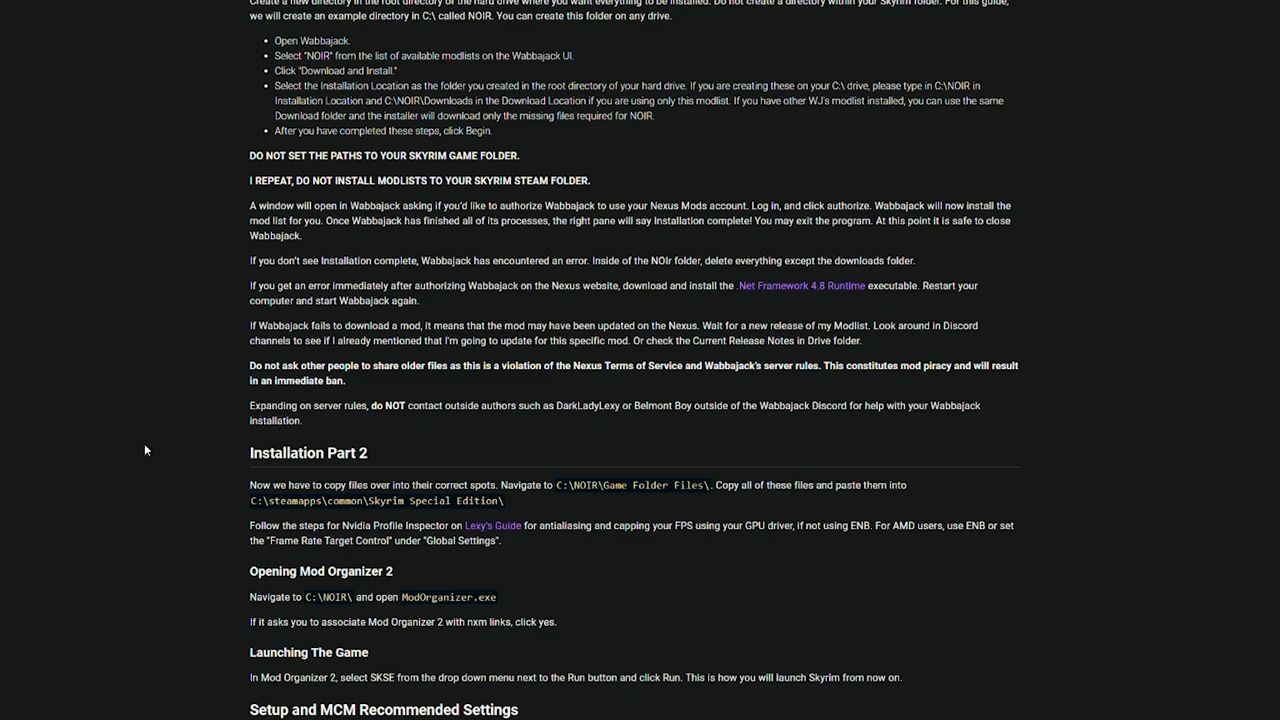 Create a new directory in the root directory of the hard drive where you want everything to be installed. Do not create a directory within your Skyrim folder. For this guide,
we will create an example directory in C:\ called NOIR. You can create this folder on any drive.
• Open Wabbajack.
• Select "NOIR" from the list of available modlists on the Wabbajack UI.
• Click "Download and Install."
• Select the Installation Location as the folder you created in the root directory of your hard drive. If you are creating these on your C:\ drive, please type in C:\NOIR in
Installation Location and C:\NOIR\Downloads in the Download Location if you are using only this modlist. If you have other WJ's modlist installed, you can use the same
Download folder and the installer will download only the missing files required for NOIR.
• After you have completed these steps, click Begin.
DO NOT SET THE PATHS TO YOUR SKYRIM GAME FOLDER.
I REPEAT, DO NOT INSTALL MODLISTS TO YOUR SKYRIM STEAM FOLDER.
A window will open in Wabbajack asking if you'd like to authorize Wabbajack to use your Nexus Mods account. Log in, and click authorize. Wabbajack will now install the
mod list for you. Once Wabbajack has finished all of its processes, the right pane will say Installation complete! You may exit the program. At this point it is safe to close
Wabbajack.
If you don't see Installation complete, Wabbajack has encountered an error. Inside of the NOIr folder, delete everything except the downloads folder.
If you get an error immediately after authorizing Wabbajack on the Nexus website, download and install the .Net Framework 4.8 Runtime executable. Restart your
computer and start Wabbajack again.
If Wabbajack fails to download a mod, it means that the mod may have been updated on the Nexus. Wait for a new release of my Modlist. Look around in Discord
channels to see if I already mentioned that I'm going to update for this specific mod. Or check the Current Release Notes in Drive folder.
Do not ask other people to share older files as this is a violation of the Nexus Terms of Service and Wabbajack's server rules. This constitutes mod piracy and will result
in an immediate ban.
Expanding on server rules, do NOT contact outside authors such as DarkLadyLexy or Belmont Boy outside of the Wabbajack Discord for help with your Wabbajack
installation.
Installation Part 2
Now we have to copy files over into their correct spots. Navigate to C:\NOIR\Game Folder Files\. Copy all of these files and paste them into
C:\steamapps\common\Skyrim Special Edition\
Follow the steps for Nvidia Profile Inspector on Lexy's Guide for antialiasing and capping your FPS using your GPU driver, if not using ENB. For AMD users, use ENB or set
the "Frame Rate Target Control" under "Global Settings".
Opening Mod Organizer 2
Navigate to C:\NOIR\ and open ModOrganizer.exe
If it asks you to associate Mod Organizer 2 with nxm links, click yes.
Launching The Game
In Mod Organizer 2, select SKSE from the drop down menu next to the Run button and click Run. This is how you will launch Skyrim from now on.
Setup and MCM Recommended Settings